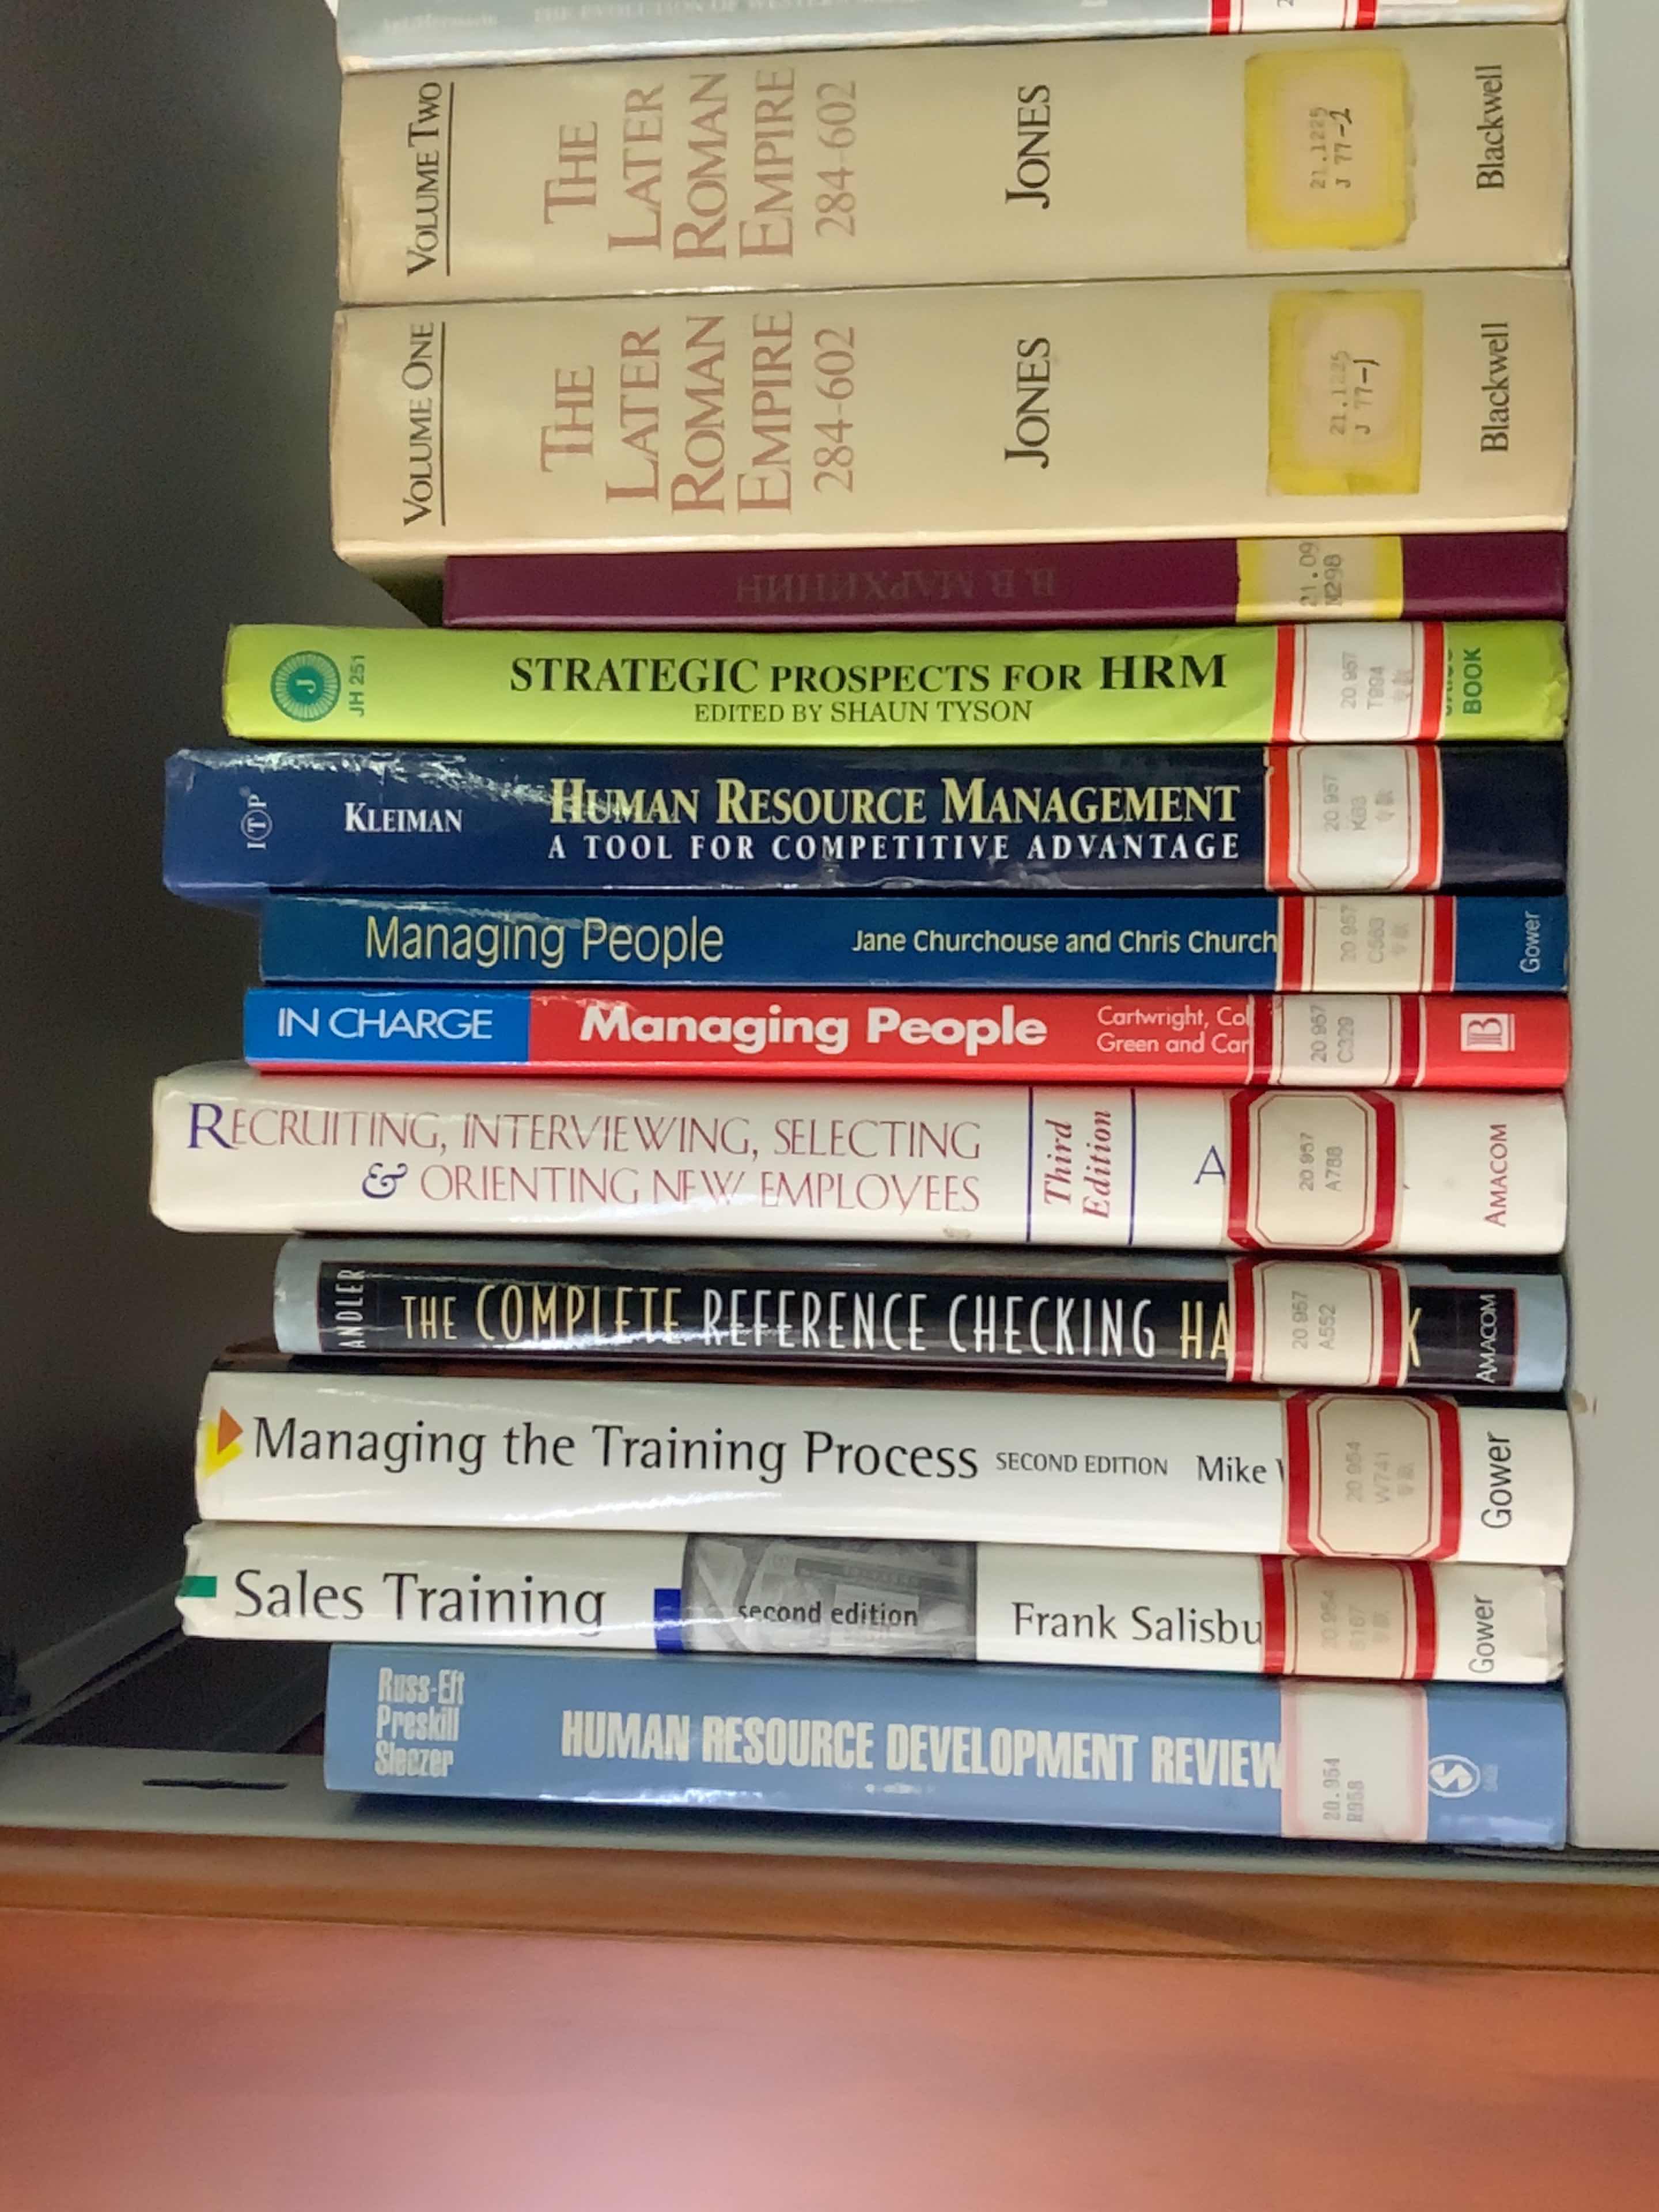 THE EVOLUTION OF WESTERN
VOLUME TWO
THE
LATER
ROMAN
EMPIRE
284-602
JONES
21.1225
J 77-2
Blackwell
VOLUME ONE
THE
LATER
ROMAN
EMPIRE
284-602
JONES
21.1225
J 77-1
Blackwell
В. В. МАРХИНИН
21.09
M298
J
JH 251
STRATEGIC PROSPECTS FOR HRM
EDITED BY SHAUN TYSON
20.957
T994
BOOK
ITP
KLEIMAN
HUMAN RESOURCE MANAGEMENT
A TOOL FOR COMPETITIVE ADVANTAGE
20.957
K63
Managing People
Jane Churchouse and Chris Church
20.957
C563
Gower
IN CHARGE
Managing People
Cartwright, Col
Green and Car
20.957
C329
B
RECRUITING, INTERVIEWING, SELECTING
& ORIENTING NEW EMPLOYEES
Third
Edition
A
20.957
A788
AMACOM
ANDLER
THE COMPLETE REFERENCE CHECKING HA K
20.957
A552
AMACOM
Managing the Training Process SECOND EDITION Mike
20.954
W741
Gower
Sales Training
second edition
Frank Salisbu
20.954
Gower
Russ-Eft
Preskill
Sleezer
HUMAN RESOURCE DEVELOPMENT REVIEW
20.954
R958
S